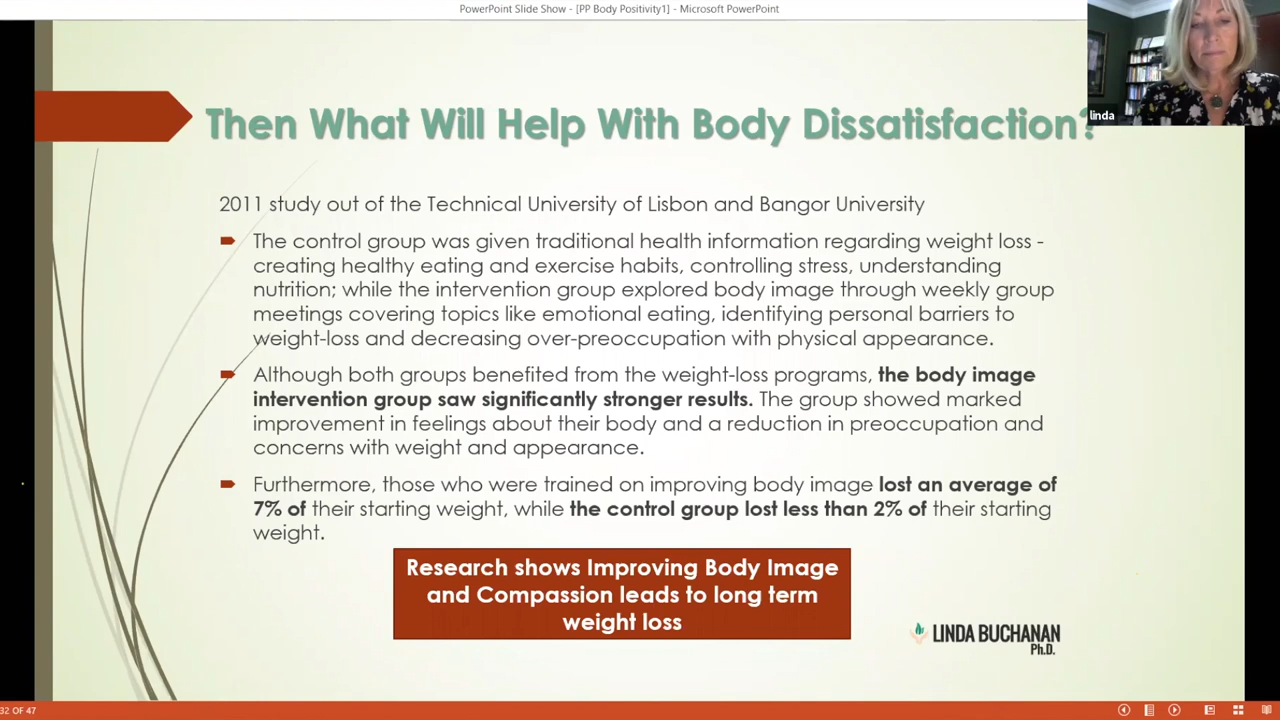 PowerPoint Slide Show - [PP Body Positivity1] - Microsoft PowerPoint
linda
Then What Will Help With Body Dissatisfaction?
2011 study out of the Technical University of Lisbon and Bangor University
The control group was given traditional health information regarding weight loss -
creating healthy eating and exercise habits, controlling stress, understanding
nutrition; while the intervention group explored body image through weekly group
meetings covering topics like emotional eating, identifying personal barriers to
weight-loss and decreasing over-preoccupation with physical appearance.
Although both groups benefited from the weight-loss programs, the body image
intervention group saw significantly stronger results. The group showed marked
improvement in feelings about their body and a reduction in preoccupation and
concerns with weight and appearance.
Furthermore, those who were trained on improving body image lost an average of
7% of their starting weight, while the control group lost less than 2% of their starting
weight.
Research shows Improving Body Image
and Compassion leads to long term
weight loss
LINDA BUCHANAN
Ph.D.
32 OF 47